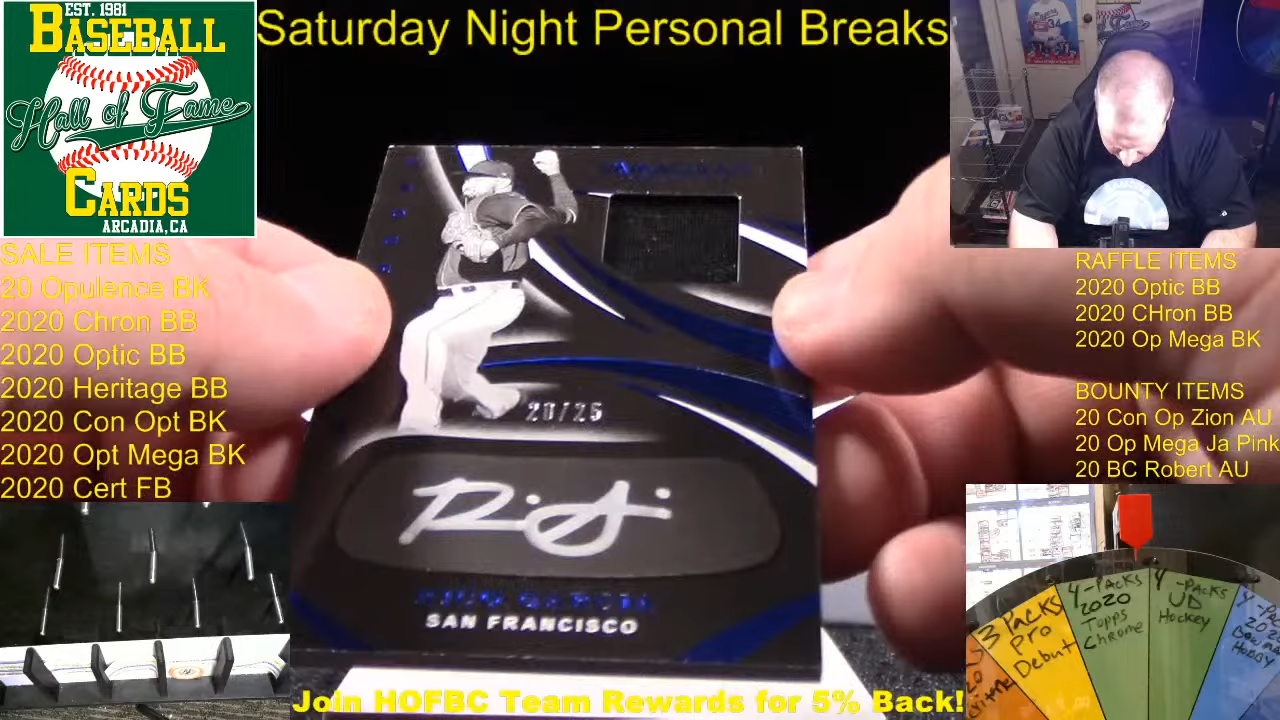 EST. 1981
BASEBALL
Hall of Fame
CARDS
ARCADIA,CA
Saturday Night Personal Breaks
SALE ITEMS
20 Opulence BK
2020 Chron BB
2020 Optic BB
2020 Heritage BB
2020 Con Opt BK
2020 Opt Mega BK
2020 Cert FB
RAFFLE ITEMS
2020 Optic BB
2020 CHron BB
2020 Op Mega BK
BOUNTY ITEMS
20 Con Op Zion AU
20 Op Mega Ja Pink
20 BC Robert AU
20/25
SAN FRANCISCO
3 PACKS
Pro
Debut
4-PACKS
2020
Topps
Chrome
4-PACKS
UD
Hockey
Join HOFBC Team Rewards for 5% Back!